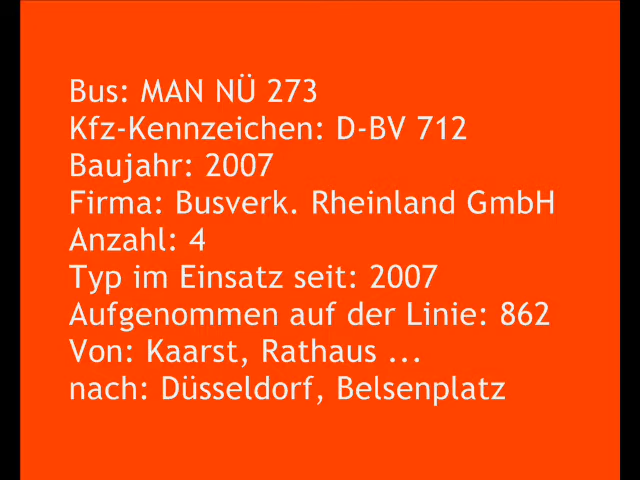 Bus: MAN NÜ 273
Kfz-Kennzeichen: D-BV 712
Baujahr: 2007
Firma: Busverk. Rheinland GmbH
Anzahl: 4
Typ im Einsatz seit: 2007
Aufgenommen auf der Linie: 862
Von: Kaarst, Rathaus ...
nach: Düsseldorf, Belsenplatz